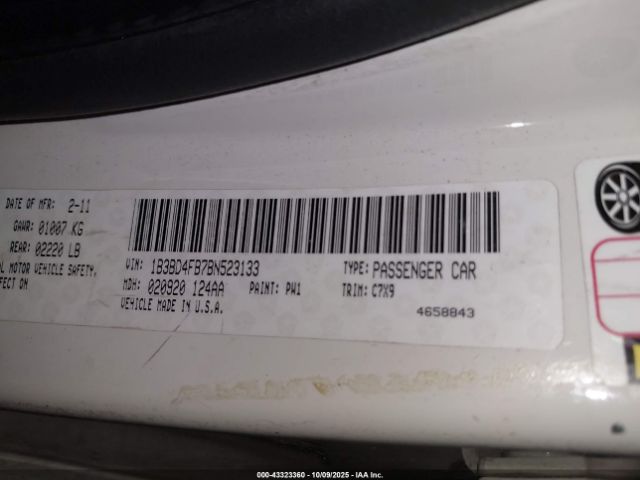 DATE OF MFR: 2-11
GAWR: 01007 KG
REAR: 02220 LB
L MOTOR VEHICLE SAFETY,
FECT ON
VIN: 1B3BD4FB7BN523133 TYPE: PASSENGER CAR
MDH: 020920 124AA PAINT: PW1 TRIM: C7X9
VEHICLE MADE IN U.S.A. 4658843
000-43323360 - 10/09/2025 - IAA Inc.